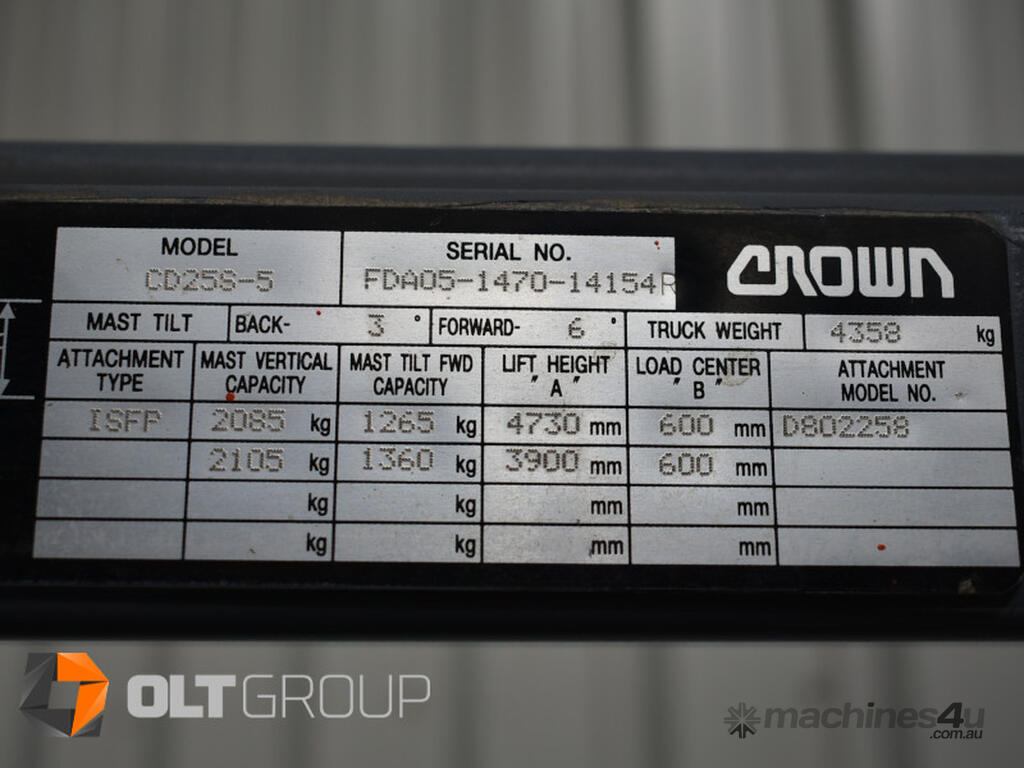 MODEL
CD25S-5
SERIAL NO.
FDA05-1470-14154R
CROWN
MAST TILT BACK- 3 ° FORWARD- 6 ° TRUCK WEIGHT 4358 kg
ATTACHMENT TYPE MAST VERTICAL CAPACITY MAST TILT FWD CAPACITY LIFT HEIGHT "A" LOAD CENTER "B" ATTACHMENT MODEL NO.
ISFP 2085 kg 1265 kg 4730 mm 600 mm D802258
2105 kg 1360 kg 3900 mm 600 mm
kg kg mm mm
kg kg mm mm
OLTGROUP
machines4u
.com.au